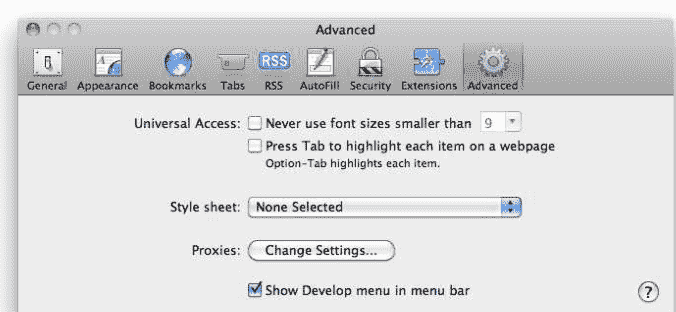 Advanced
RSS
General Appearance Bookmarks Tabs RSS AutoFill Security Extensions Advanced
Universal Access: Never use font sizes smaller than 9
Press Tab to highlight each item on a webpage
Option-Tab highlights each item.
Style sheet: None Selected
Proxies: Change Settings...
Show Develop menu in menu bar
?